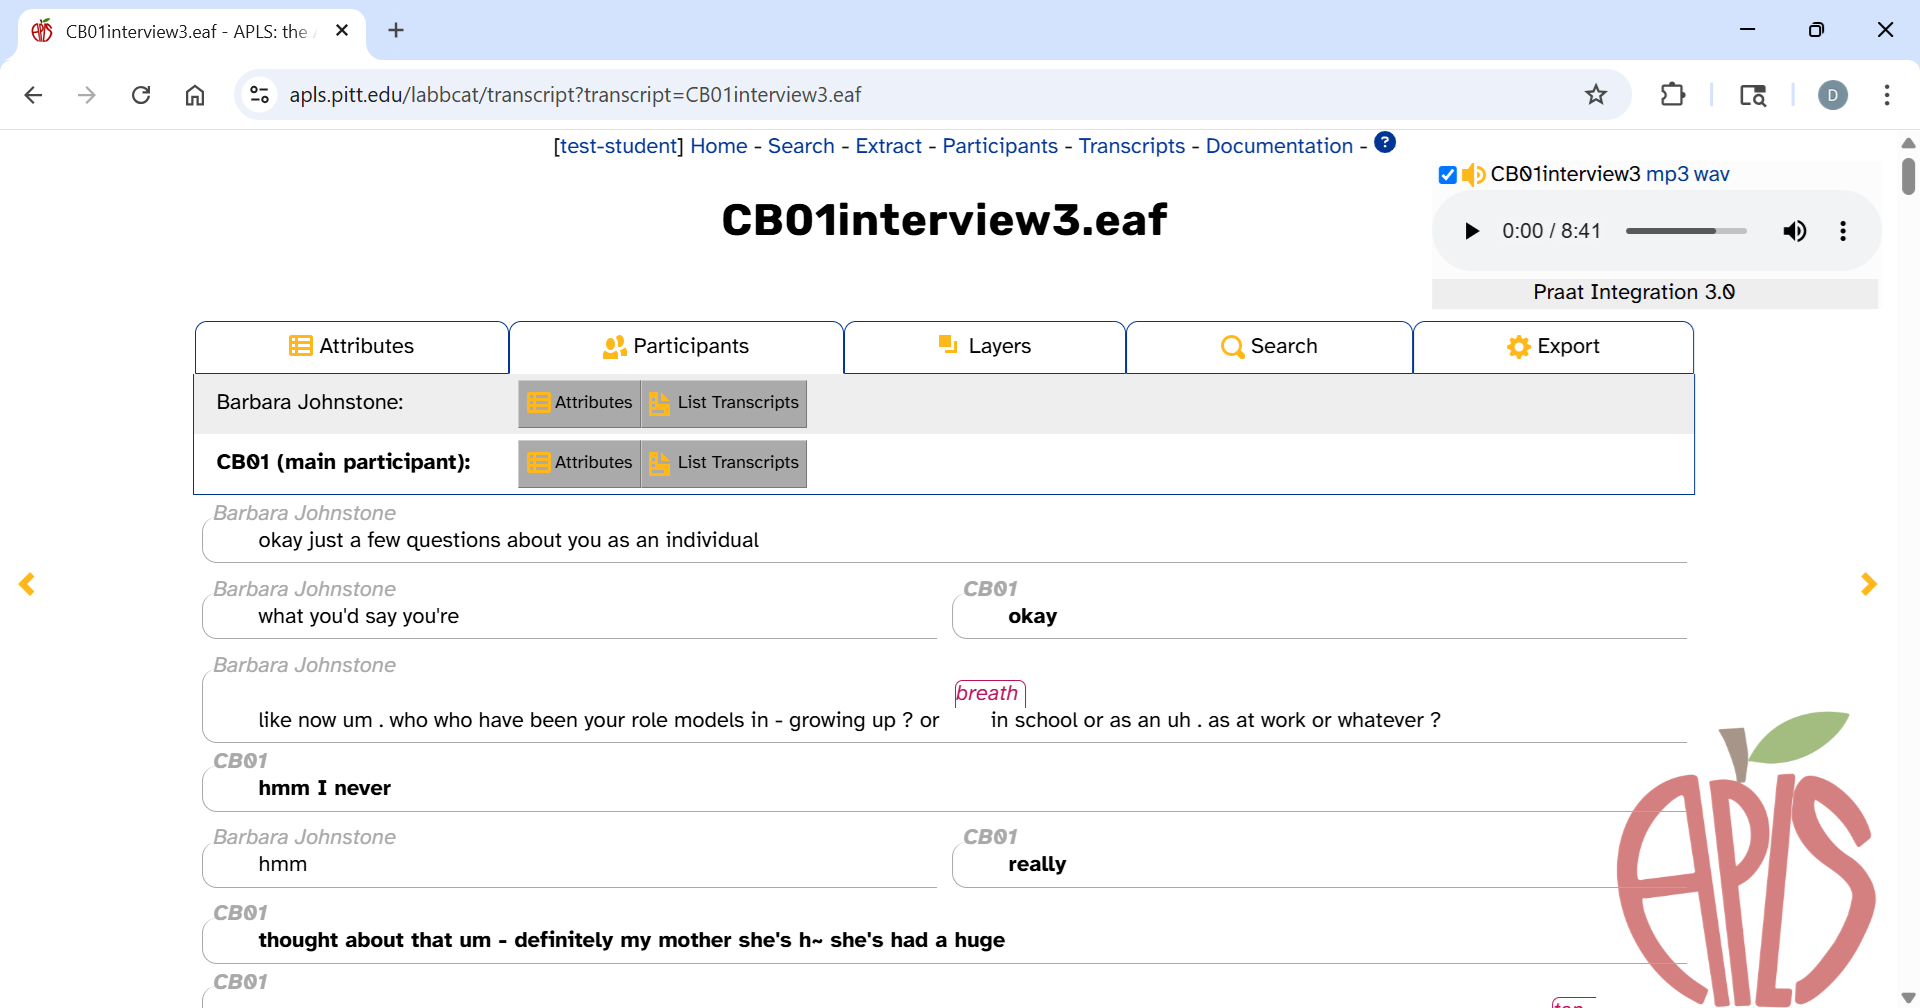 CB01interview3.eaf - APLS: the
apls.pitt.edu/labbcat/transcript?transcript=CB01interview3.eaf
D
[test-student] Home - Search - Extract - Participants - Transcripts - Documentation - ?
CB01interview3 mp3 wav
CB01interview3.eaf
0:00 / 8:41
Praat Integration 3.0
Attributes Participants Layers Search Export
Barbara Johnstone: Attributes List Transcripts
CB01 (main participant): Attributes List Transcripts
Barbara Johnstone
okay just a few questions about you as an individual
Barbara Johnstone CB01
what you'd say you're okay
Barbara Johnstone
breath
like now um . who who have been your role models in - growing up ? or in school or as an uh . as at work or whatever ?
CB01
hmm I never
Barbara Johnstone CB01
hmm really
CB01
thought about that um - definitely my mother she's h~ she's had a huge
CB01
APLS